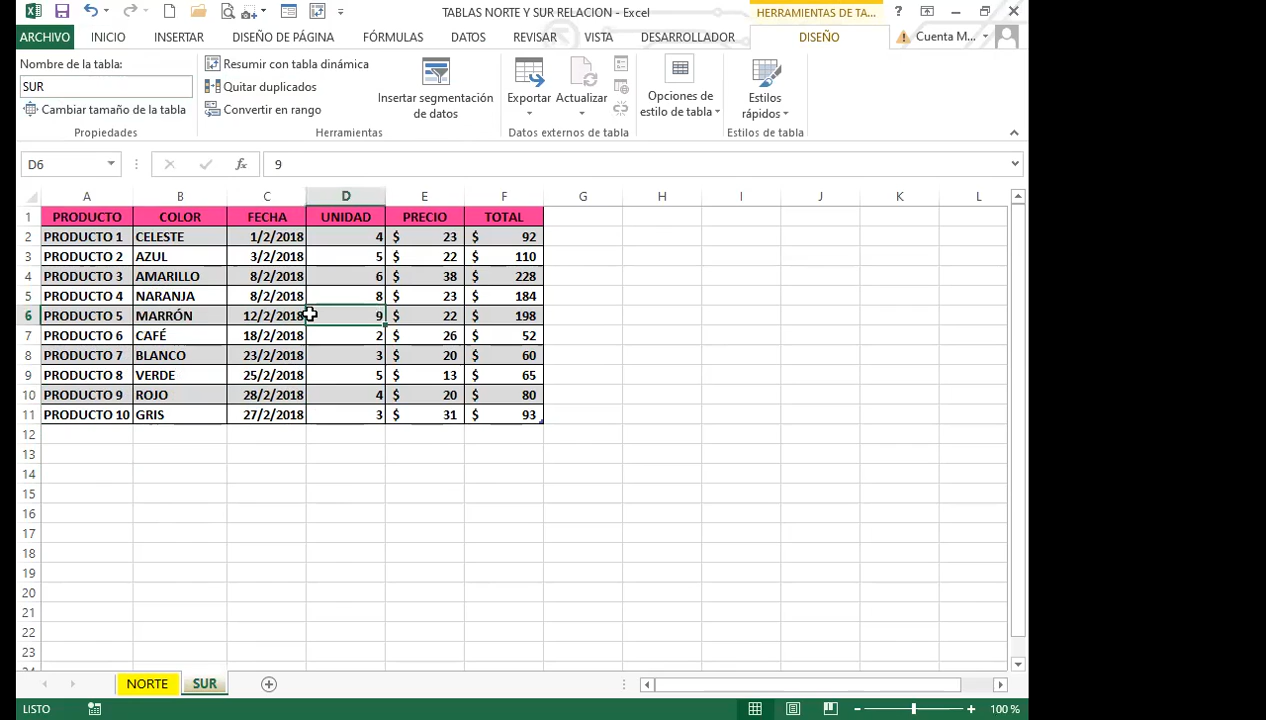 TABLAS NORTE Y SUR RELACION - Excel
HERRAMIENTAS DE TA...
?
ARCHIVO INICIO INSERTAR DISEÑO DE PÁGINA FÓRMULAS DATOS REVISAR VISTA DESARROLLADOR DISEÑO Cuenta M...
Nombre de la tabla:
SUR
Cambiar tamaño de la tabla
Propiedades
Resumir con tabla dinámica
Quitar duplicados
Convertir en rango
Insertar segmentación
de datos
Herramientas
Exportar
Actualizar
Datos externos de tabla
Opciones de
estilo de tabla
Estilos
rápidos
Estilos de tabla
D6 fx 9
A B C D E F G H I J K L
1 PRODUCTO COLOR FECHA UNIDAD PRECIO TOTAL
2 PRODUCTO 1 CELESTE 1/2/2018 4 $ 23 $ 92
3 PRODUCTO 2 AZUL 3/2/2018 5 $ 22 $ 110
4 PRODUCTO 3 AMARILLO 8/2/2018 6 $ 38 $ 228
5 PRODUCTO 4 NARANJA 8/2/2018 8 $ 23 $ 184
6 PRODUCTO 5 MARRÓN 12/2/2018 9 $ 22 $ 198
7 PRODUCTO 6 CAFÉ 18/2/2018 2 $ 26 $ 52
8 PRODUCTO 7 BLANCO 23/2/2018 3 $ 20 $ 60
9 PRODUCTO 8 VERDE 25/2/2018 5 $ 13 $ 65
10 PRODUCTO 9 ROJO 28/2/2018 4 $ 20 $ 80
11 PRODUCTO 10 GRIS 27/2/2018 3 $ 31 $ 93
12
13
14
15
16
17
18
19
20
21
22
23
24
NORTE SUR
LISTO 100 %